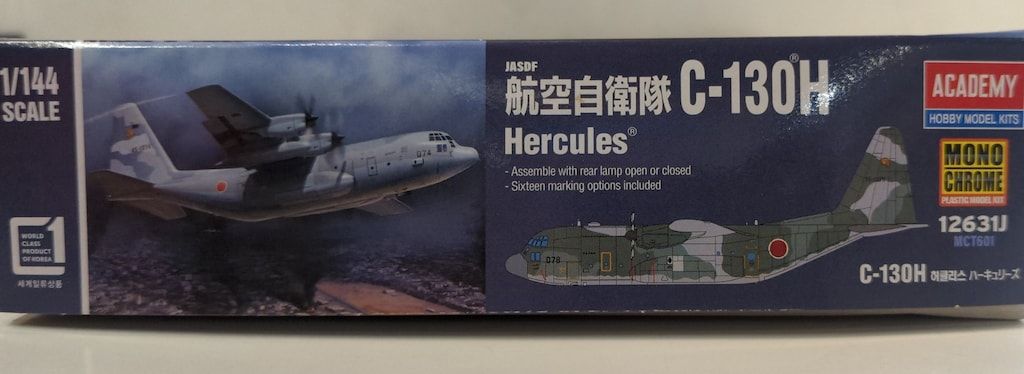 1/144
SCALE
WORLD
CLASS
PRODUCT
OF KOREA
1
세계일류상품
074
JASDF
航空自衛隊 C-130H®
Hercules®
- Assemble with rear lamp open or closed
- Sixteen marking options included
078
ACADEMY
HOBBY MODEL KITS
MONO
CHROME
PLASTIC MODEL KIT
12631J
MCT601
C-130H 허큘리스 ハーキュリーズ